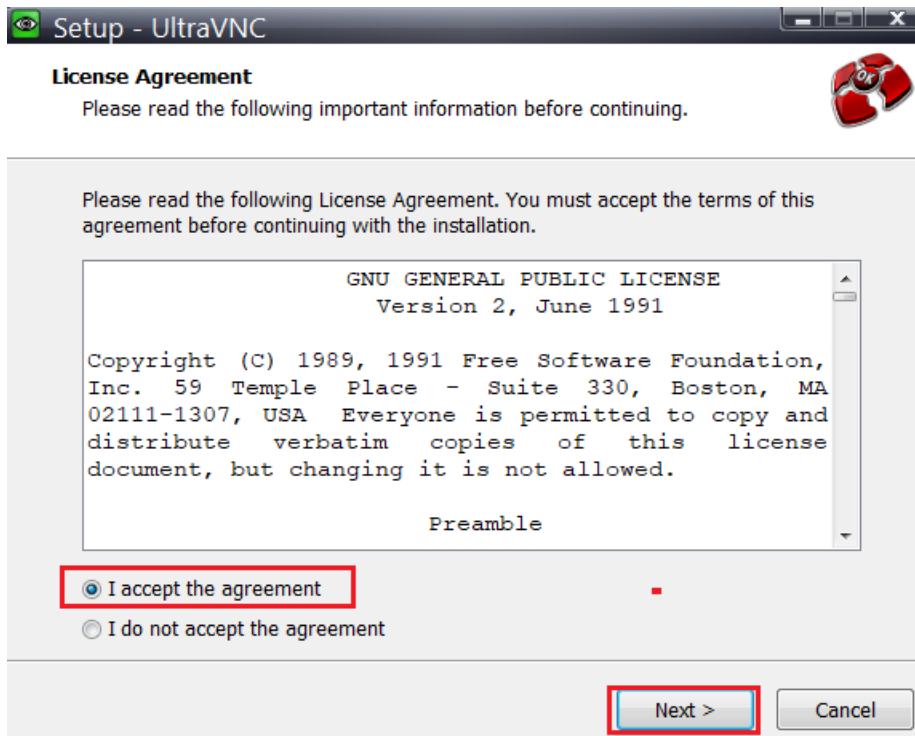 Setup - UltraVNC
License Agreement
Please read the following important information before continuing.
OK
Please read the following License Agreement. You must accept the terms of this
agreement before continuing with the installation.
GNU GENERAL PUBLIC LICENSE
Version 2, June 1991
Copyright (C) 1989, 1991 Free Software Foundation,
Inc. 59 Temple Place - Suite 330, Boston, MA
02111-1307, USA Everyone is permitted to copy and
distribute verbatim copies of this license
document, but changing it is not allowed.
Preamble
I accept the agreement
I do not accept the agreement
Next >
Cancel